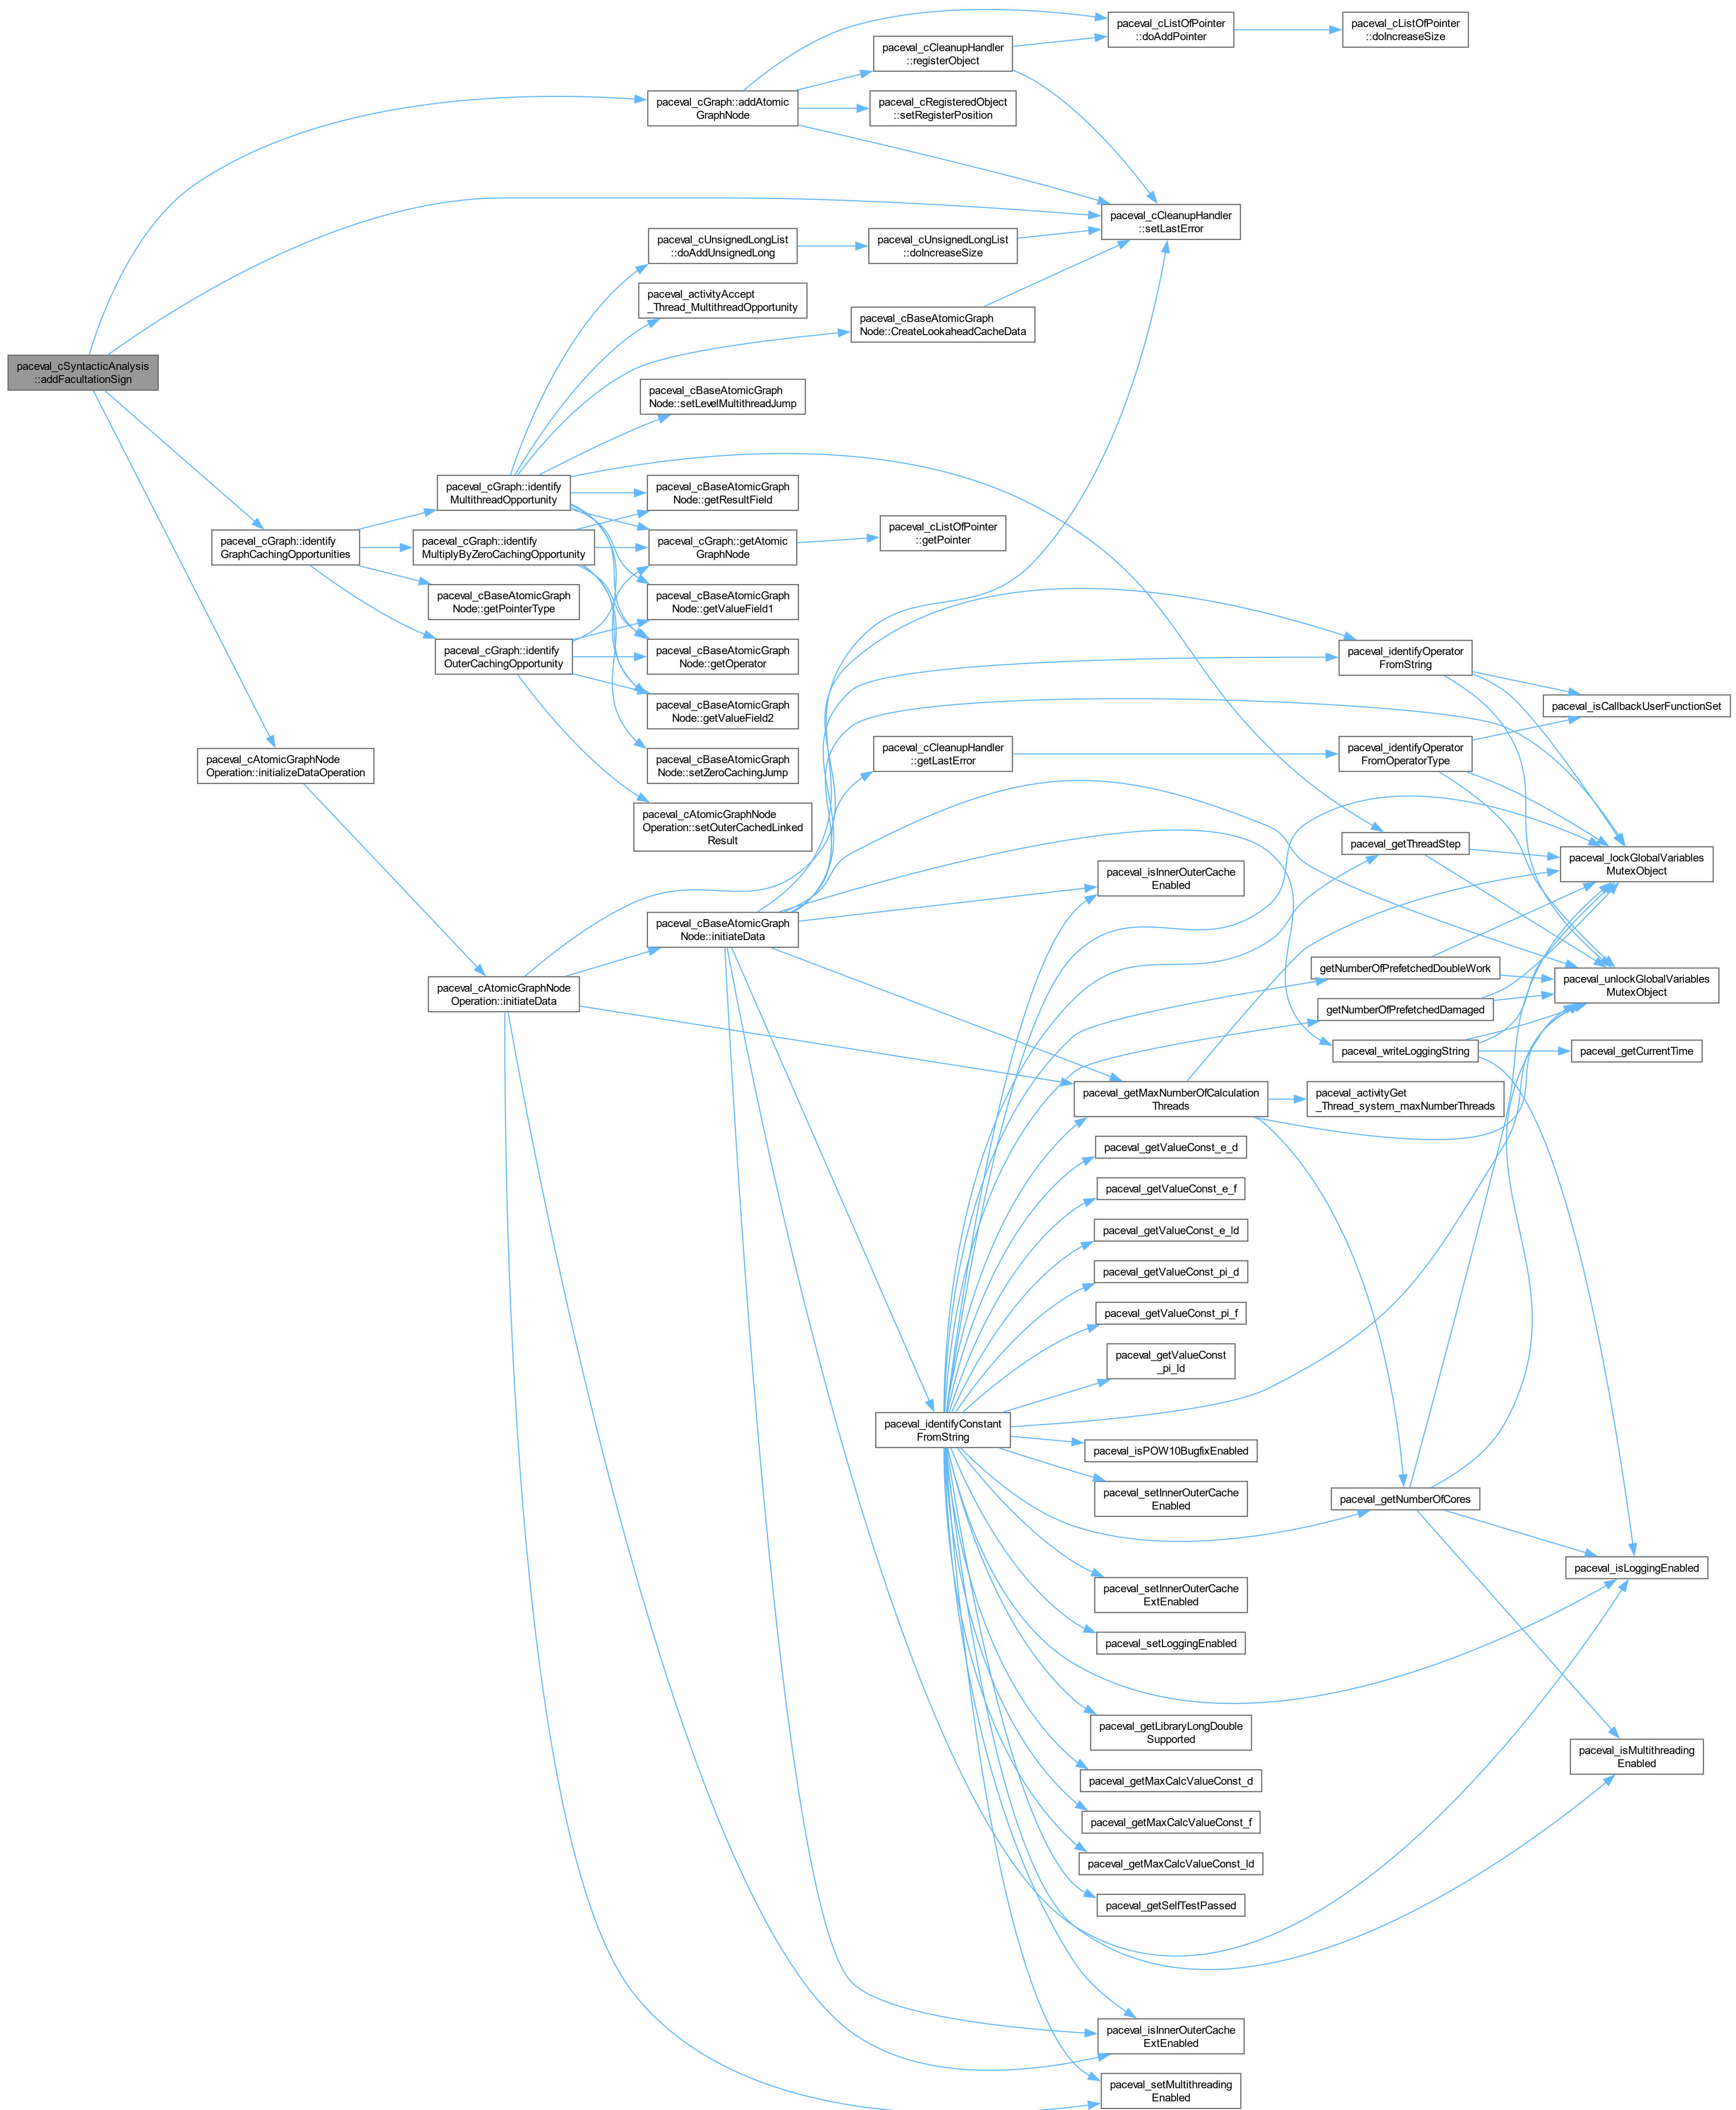 paceval_cListOfPointer
::doAddPointer
paceval_cListOfPointer
::doIncreaseSize
paceval_cCleanupHandler
::registerObject
paceval_cGraph::addAtomic
GraphNode
paceval_cRegisteredObject
::setRegisterPosition
paceval_cCleanupHandler
::setLastError
paceval_cUnsignedLongList
::doAddUnsignedLong
paceval_cUnsignedLongList
::doIncreaseSize
paceval_activityAccept
_Thread_MultithreadOpportunity
paceval_cBaseAtomicGraph
Node::CreateLookaheadCacheData
paceval_cSyntacticAnalysis
::addFacultationSign
paceval_cBaseAtomicGraph
Node::setLevelMultithreadJump
paceval_cGraph::identify
MultithreadOpportunity
paceval_cBaseAtomicGraph
Node::getResultField
paceval_cGraph::identify
GraphCachingOpportunities
paceval_cGraph::identify
MultiplyByZeroCachingOpportunity
paceval_cGraph::getAtomic
GraphNode
paceval_cListOfPointer
::getPointer
paceval_cBaseAtomicGraph
Node::getPointerType
paceval_cBaseAtomicGraph
Node::getValueField1
paceval_cGraph::identify
OuterCachingOpportunity
paceval_cBaseAtomicGraph
Node::getOperator
paceval_identifyOperator
FromString
paceval_cBaseAtomicGraph
Node::getValueField2
paceval_isCallbackUserFunctionSet
paceval_cAtomicGraphNode
Operation::initializeDataOperation
paceval_cBaseAtomicGraph
Node::setZeroCachingJump
paceval_cCleanupHandler
::getLastError
paceval_identifyOperator
FromOperatorType
paceval_cAtomicGraphNode
Operation::setOuterCachedLinked
Result
paceval_getThreadStep
paceval_lockGlobalVariables
MutexObject
paceval_isInnerOuterCache
Enabled
paceval_cBaseAtomicGraph
Node::initiateData
getNumberOfPrefetchedDoubleWork
paceval_cAtomicGraphNode
Operation::initiateData
paceval_unlockGlobalVariables
MutexObject
getNumberOfPrefetchedDamaged
paceval_writeLoggingString
paceval_getCurrentTime
paceval_getMaxNumberOfCalculation
Threads
paceval_activityGet
_Thread_system_maxNumberThreads
paceval_getValueConst_e_d
paceval_getValueConst_e_f
paceval_getValueConst_e_ld
paceval_getValueConst_pi_d
paceval_getValueConst_pi_f
paceval_getValueConst
_pi_ld
paceval_identifyConstant
FromString
paceval_isPOW10BugfixEnabled
paceval_setInnerOuterCache
Enabled
paceval_getNumberOfCores
paceval_isLoggingEnabled
paceval_setInnerOuterCache
ExtEnabled
paceval_setLoggingEnabled
paceval_getLibraryLongDouble
Supported
paceval_isMultithreading
Enabled
paceval_getMaxCalcValueConst_d
paceval_getMaxCalcValueConst_f
paceval_getMaxCalcValueConst_ld
paceval_getSelfTestPassed
paceval_isInnerOuterCache
ExtEnabled
paceval_setMultithreading
Enabled